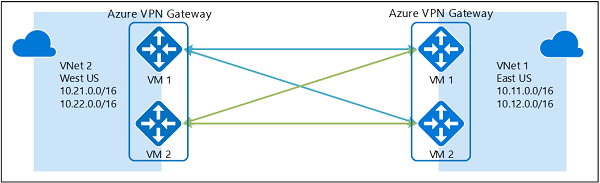 Azure VPN Gateway
Azure VPN Gateway
VNet 2
West US
10.21.0.0/16
10.22.0.0/16
VM 1
VM 2
VM 1
VM 2
VNet 1
East US
10.11.0.0/16
10.12.0.0/16